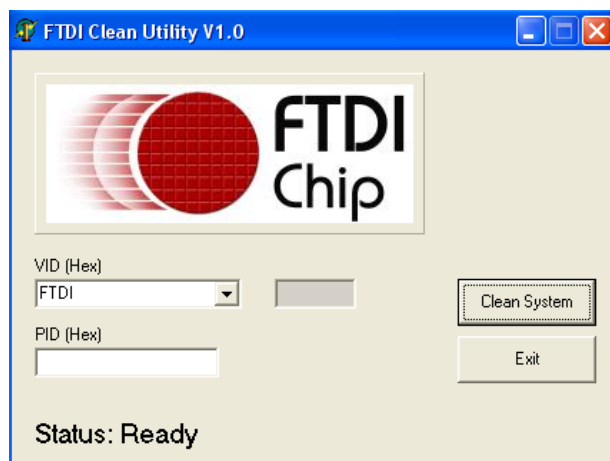 FTDI Clean Utility V1.0
FTDI
Chip
VID (Hex)
FTDI
Clean System
PID (Hex)
Exit
Status: Ready